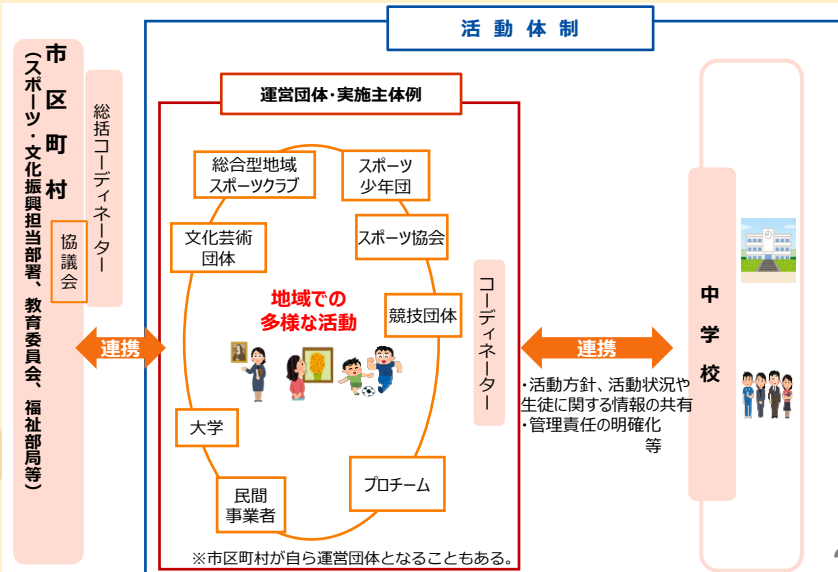 活動体制
市区町村
（スポーツ・文化振興担当部署、教育委員会、福祉部局等）
総括コーディネーター
協議会
連携
運営団体・実施主体例
総合型地域
スポーツクラブ
スポーツ
少年団
文化芸術
団体
スポーツ協会
地域での
多様な活動
競技団体
大学
民間
事業者
プロチーム
コーディネーター
※市区町村が自ら運営団体となることもある。
連携
・活動方針、活動状況や
生徒に関する情報の共有
・管理責任の明確化
等
中学校